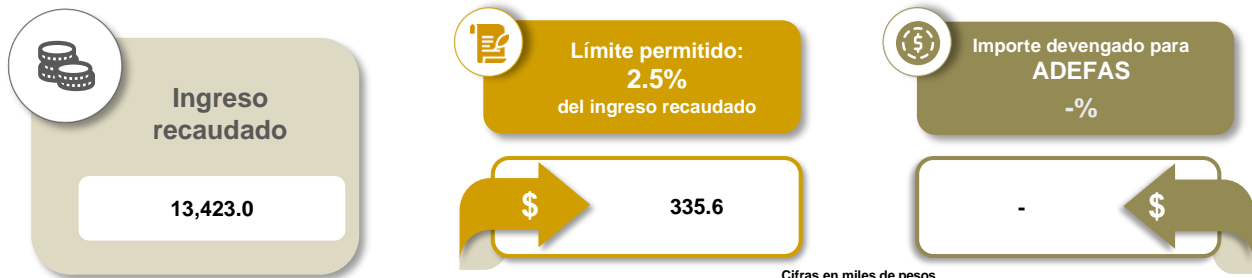 Ingreso
recaudado
13,423.0
Límite permitido:
2.5%
del ingreso recaudado
$
335.6
Importe devengado para
ADEFAS
-%
-
$
Cifras en miles de pesos